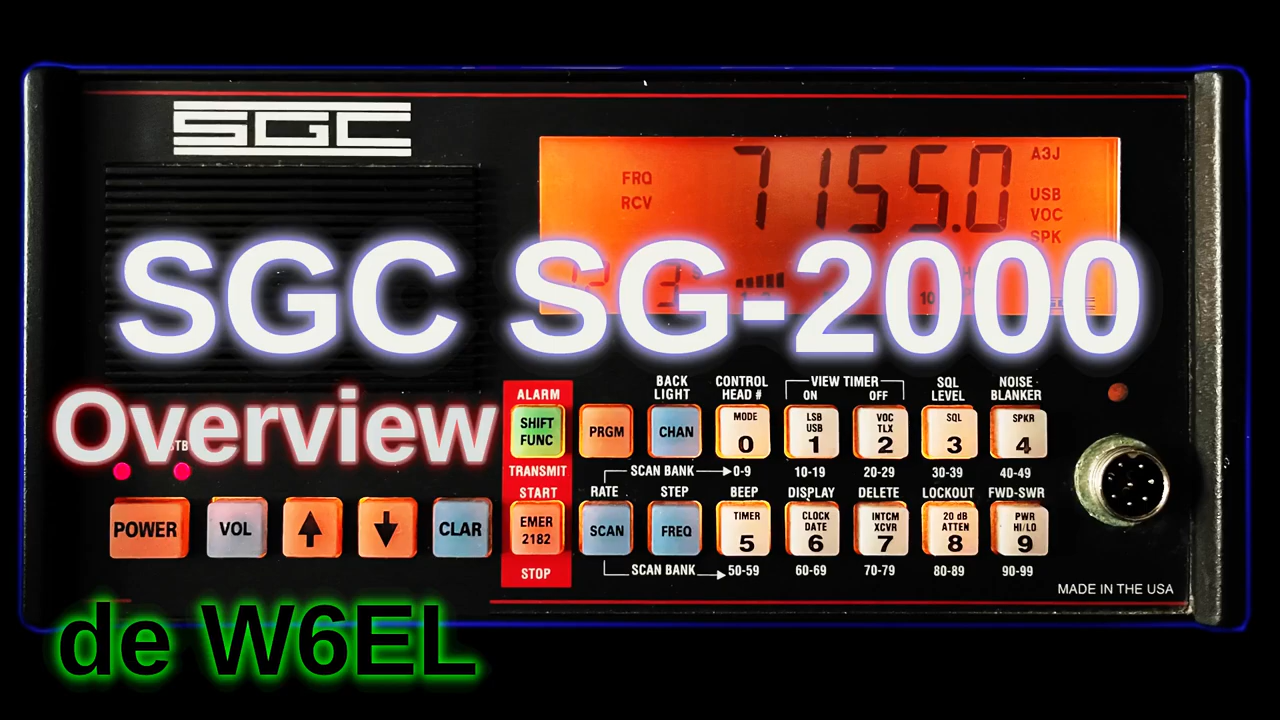 SGC
7155.0
A3J
FRQ
RCV
USB
VOC
SPK
SGC SG-2000
Overview
ALARM
SHIFT
FUNC
TRANSMIT
PRGM
BACK
LIGHT
CHAN
CONTROL
HEAD #
MODE
0
VIEW TIMER
ON OFF
LSB
USB
1
VOC
TLX
2
SQL
LEVEL
SQL
3
NOISE
BLANKER
SPKR
4
SCAN BANK 0-9 10-19 20-29 30-39 40-49
POWER
VOL
CLAR
START
EMER
2182
STOP
RATE
SCAN
STEP
FREQ
BEEP
TIMER
5
DISPLAY
CLOCK
DATE
6
DELETE
INTCM
XCVR
7
LOCKOUT
20 dB
ATTEN
8
FWD-SWR
PWR
HI/LO
9
SCAN BANK 50-59 60-69 70-79 80-89 90-99
MADE IN THE USA
de W6EL